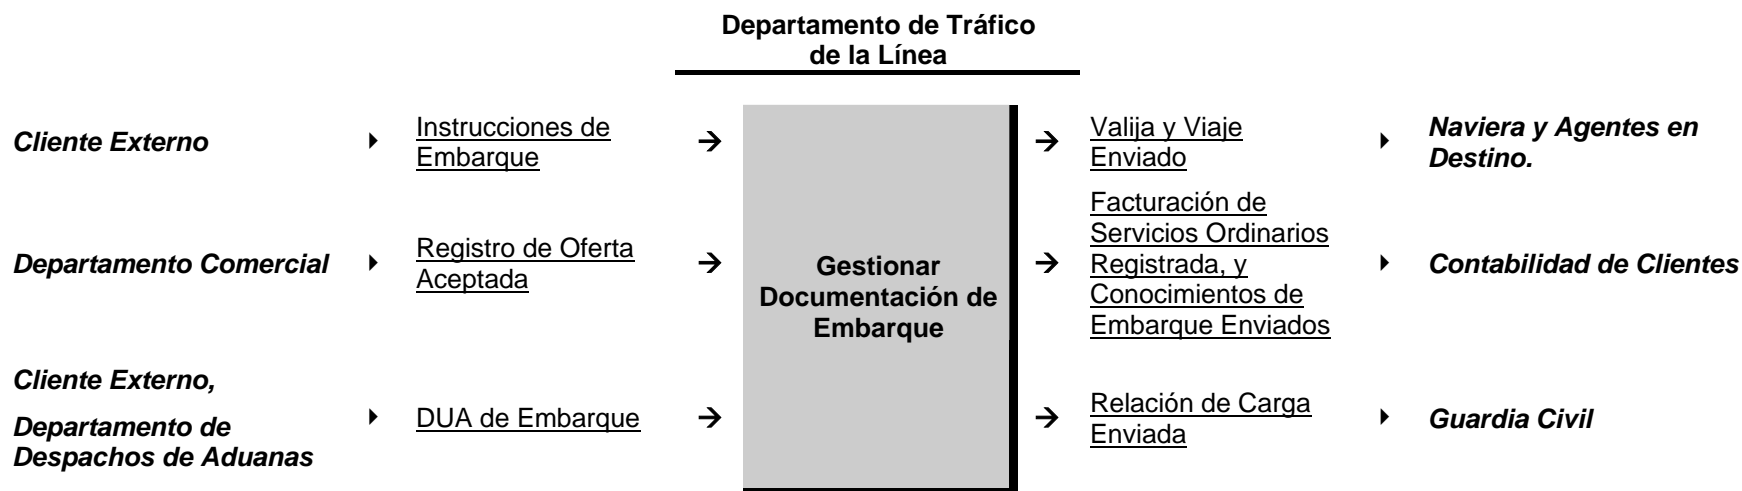 Departamento de Tráfico
de la Línea
Cliente Externo
Instrucciones de
Embarque
Valija y Viaje
Enviado
Naviera y Agentes en
Destino.
Departamento Comercial
Registro de Oferta
Aceptada
Gestionar
Documentación de
Embarque
Facturación de
Servicios Ordinarios
Registrada, y
Conocimientos de
Embarque Enviados
Contabilidad de Clientes
Cliente Externo,
Departamento de
Despachos de Aduanas
DUA de Embarque
Relación de Carga
Enviada
Guardia Civil